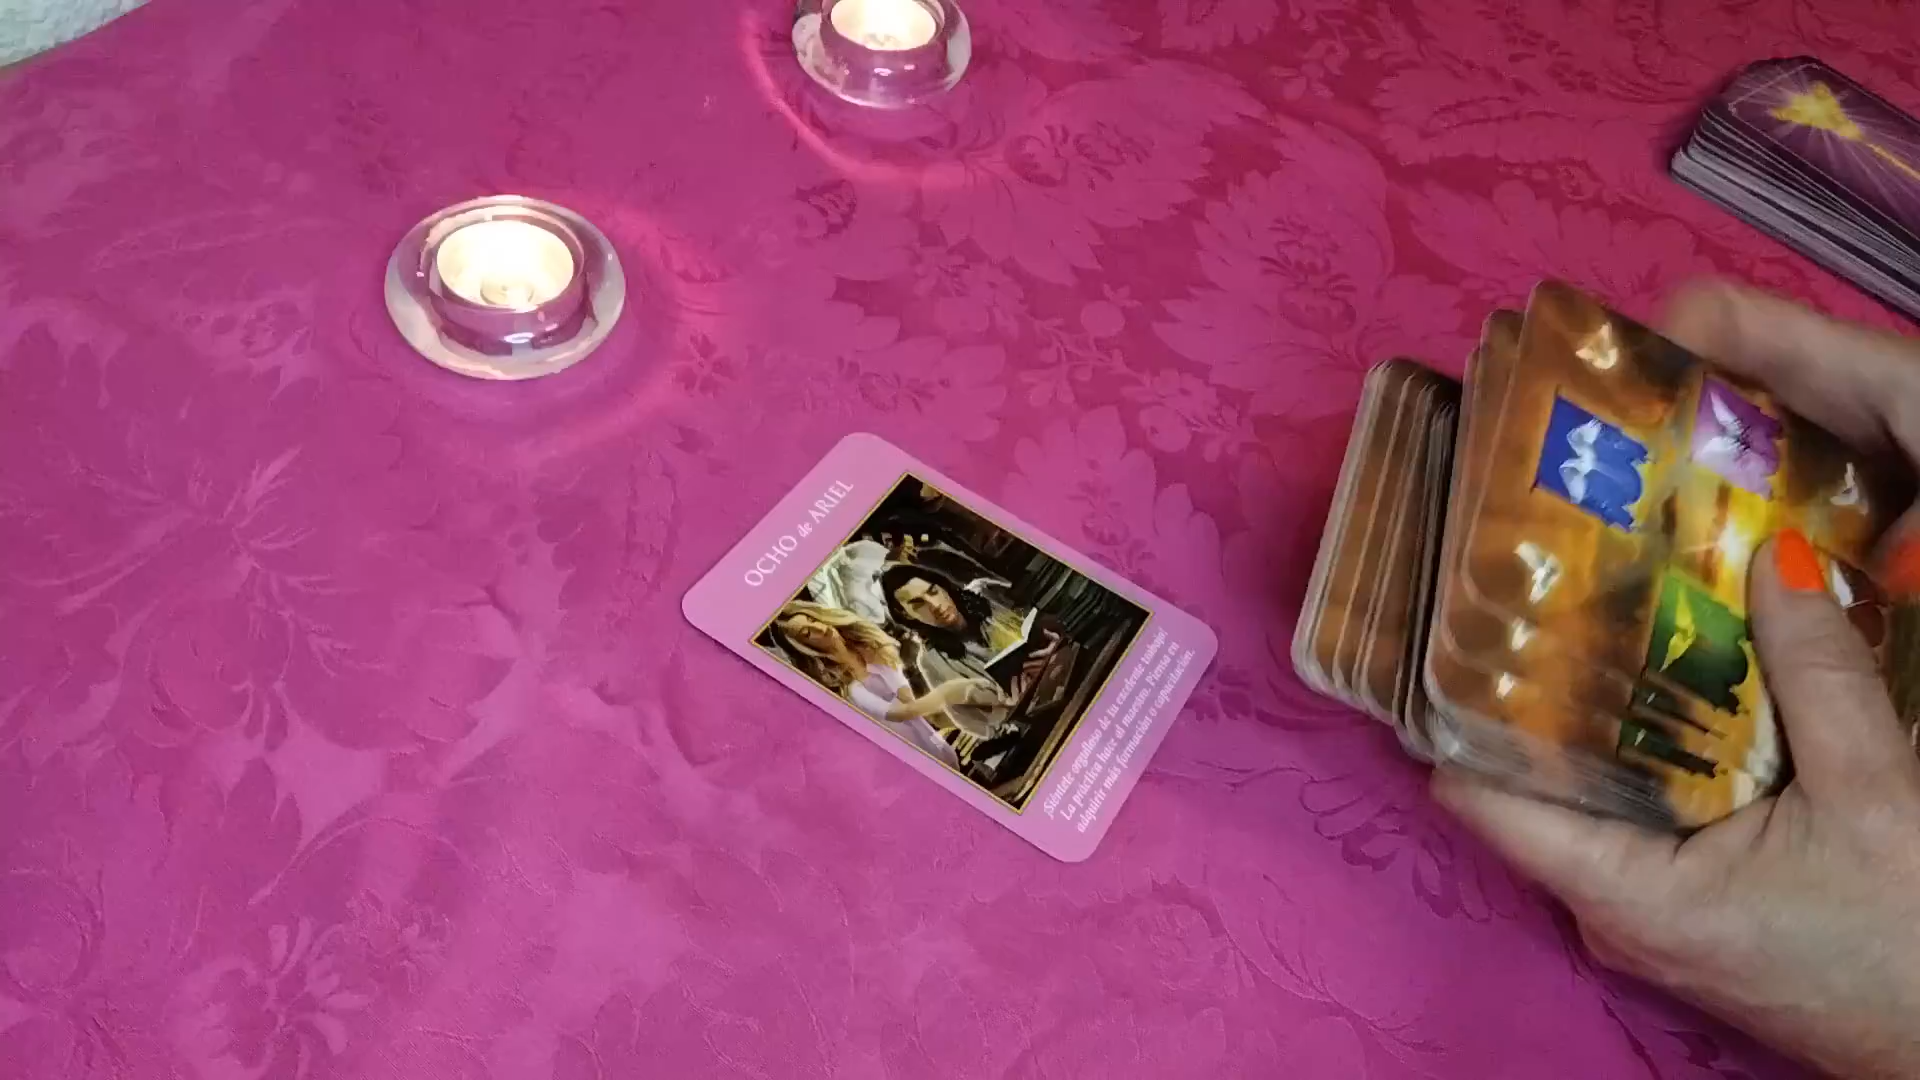 OCHO de ARIEL
¡Siéntete orgulloso de tu excelente trabajo!
La práctica hace al maestro. Piensa en
adquirir más formación o capacitación.